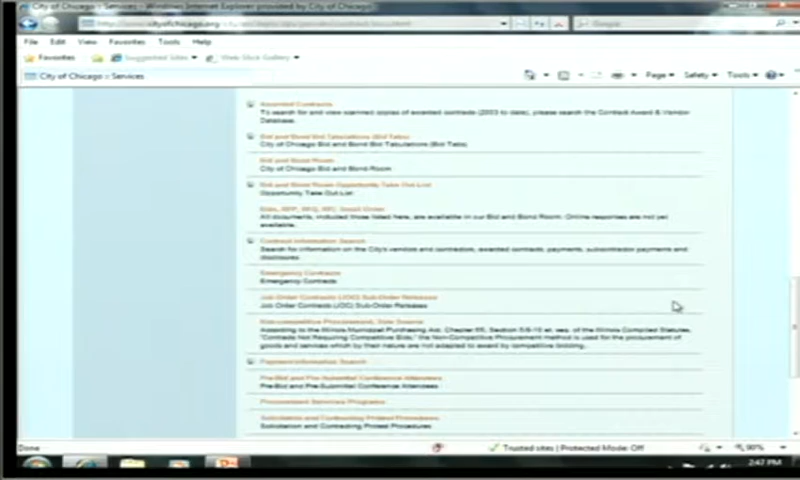 City of Chicago :: Services - Windows Internet Explorer provided by City of Chicago
File Edit View Favorites Tools Help
Favorites Suggested Sites Web Slice Gallery
City of Chicago :: Services
Page Safety Tools
Awarded Contracts
To search for and view scanned copies of awarded contracts (2003 to date), please search the Contract Award & Vendor
Database.
Bid and Bond Bid Tabulations (Bid Tabs)
City of Chicago Bid and Bond Bid Tabulations (Bid Tabs)
Bid and Bond Room
City of Chicago Bid and Bond Room
Bid and Bond Room Opportunity Take Out List
Opportunity Take Out List
Bids, RFP, RFQ, RFI, Small Order
All documents, included those listed here, are available in our Bid and Bond Room. Online responses are not yet
available.
Contract Information Search
Search for information on the City's vendors and contractors, awarded contracts, payments, subcontractor payments and
disclosures.
Emergency Contracts
Emergency Contracts
Job Order Contracts (JOC) Sub-Order Releases
Job Order Contracts (JOC) Sub-Order Releases
Non-competitive Procurement, Sole Source
According to the Illinois Municipal Purchasing Act, Chapter 65, Section 5/8-10 et. seq. of the Illinois Compiled Statutes,
"Contracts Not Requiring Competitive Bids," the Non-Competitive Procurement method is used for the procurement of
goods and services which by their nature are not adapted to award by competitive bidding.
Payment Information Search
Pre-Bid and Pre-Submittal Conference Attendees
Pre-Bid and Pre-Submittal Conference Attendees
Procurement Services Programs
Solicitation and Contracting Protest Procedures
Solicitation and Contracting Protest Procedures
Done Trusted sites | Protected Mode: Off 90%
2:47 PM